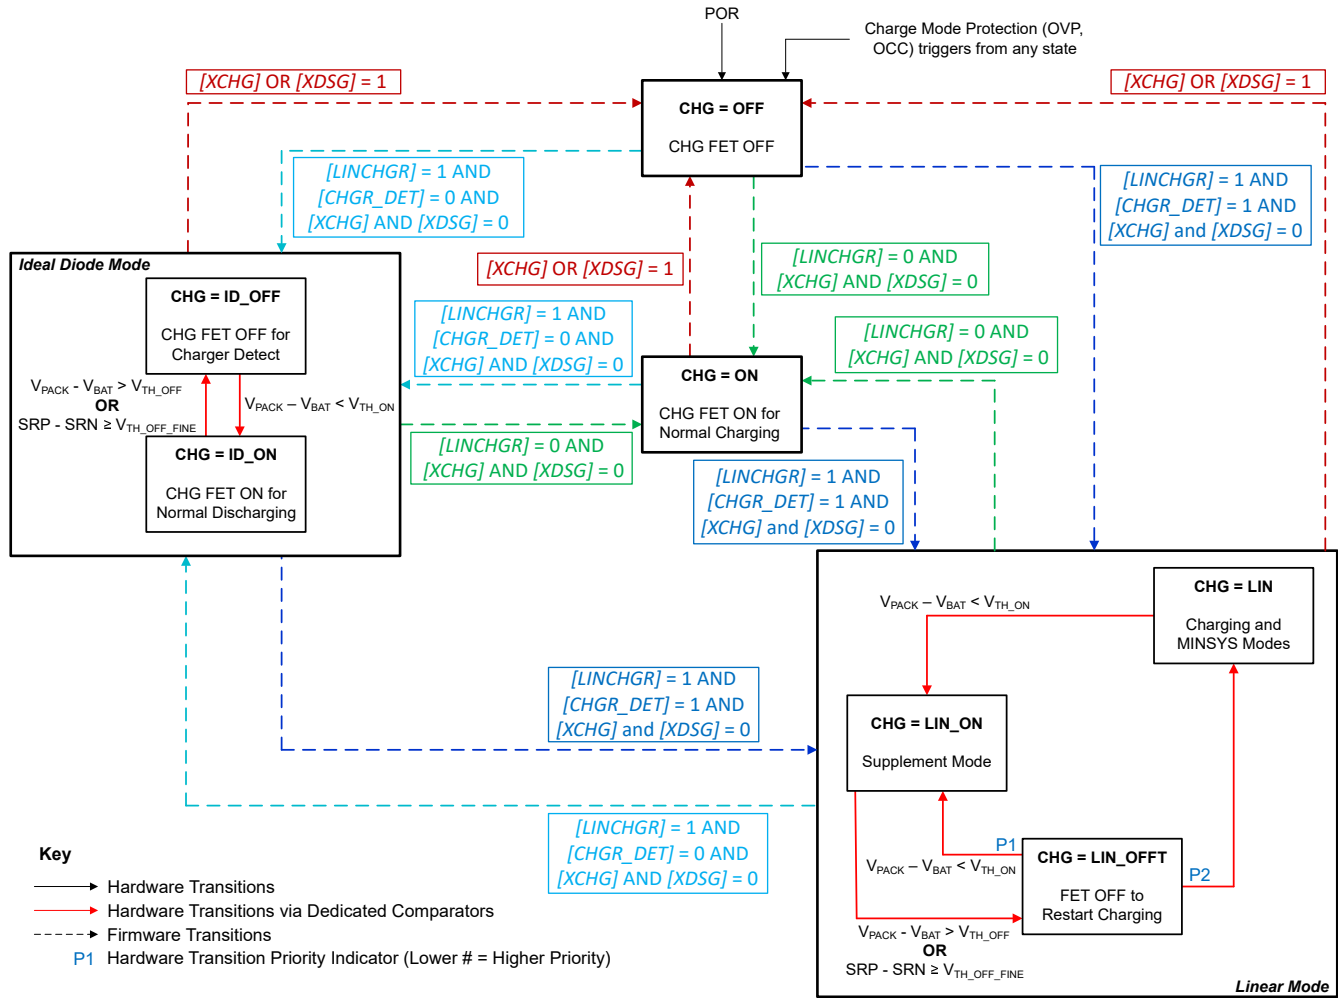 POR
Charge Mode Protection (OVP,
OCC) triggers from any state
[XCHG] OR [XDSG] = 1
CHG = OFF
CHG FET OFF
[XCHG] OR [XDSG] = 1
[LINCHGR] = 1 AND
[CHGR_DET] = 0 AND
[XCHG] AND [XDSG] = 0
[LINCHGR] = 1 AND
[CHGR_DET] = 1 AND
[XCHG] and [XDSG] = 0
Ideal Diode Mode
CHG = ID_OFF
CHG FET OFF for
Charger Detect
VPACK - VBAT > VTH_OFF
OR
SRP - SRN ≥ VTH_OFF_FINE
VPACK – VBAT < VTH_ON
CHG = ID_ON
CHG FET ON for
Normal Discharging
[XCHG] OR [XDSG] = 1
[LINCHGR] = 0 AND
[XCHG] AND [XDSG] = 0
[LINCHGR] = 1 AND
[CHGR_DET] = 0 AND
[XCHG] AND [XDSG] = 0
[LINCHGR] = 0 AND
[XCHG] AND [XDSG] = 0
CHG = ON
CHG FET ON for
Normal Charging
[LINCHGR] = 0 AND
[XCHG] AND [XDSG] = 0
[LINCHGR] = 1 AND
[CHGR_DET] = 1 AND
[XCHG] and [XDSG] = 0
[LINCHGR] = 1 AND
[CHGR_DET] = 1 AND
[XCHG] and [XDSG] = 0
[LINCHGR] = 1 AND
[CHGR_DET] = 0 AND
[XCHG] AND [XDSG] = 0
VPACK – VBAT < VTH_ON
CHG = LIN
Charging and
MINSYS Modes
CHG = LIN_ON
Supplement Mode
P1
VPACK – VBAT < VTH_ON
CHG = LIN_OFFT
FET OFF to
Restart Charging
P2
VPACK - VBAT > VTH_OFF
OR
SRP - SRN ≥ VTH_OFF_FINE
Linear Mode
Key
Hardware Transitions
Hardware Transitions via Dedicated Comparators
Firmware Transitions
P1 Hardware Transition Priority Indicator (Lower # = Higher Priority)